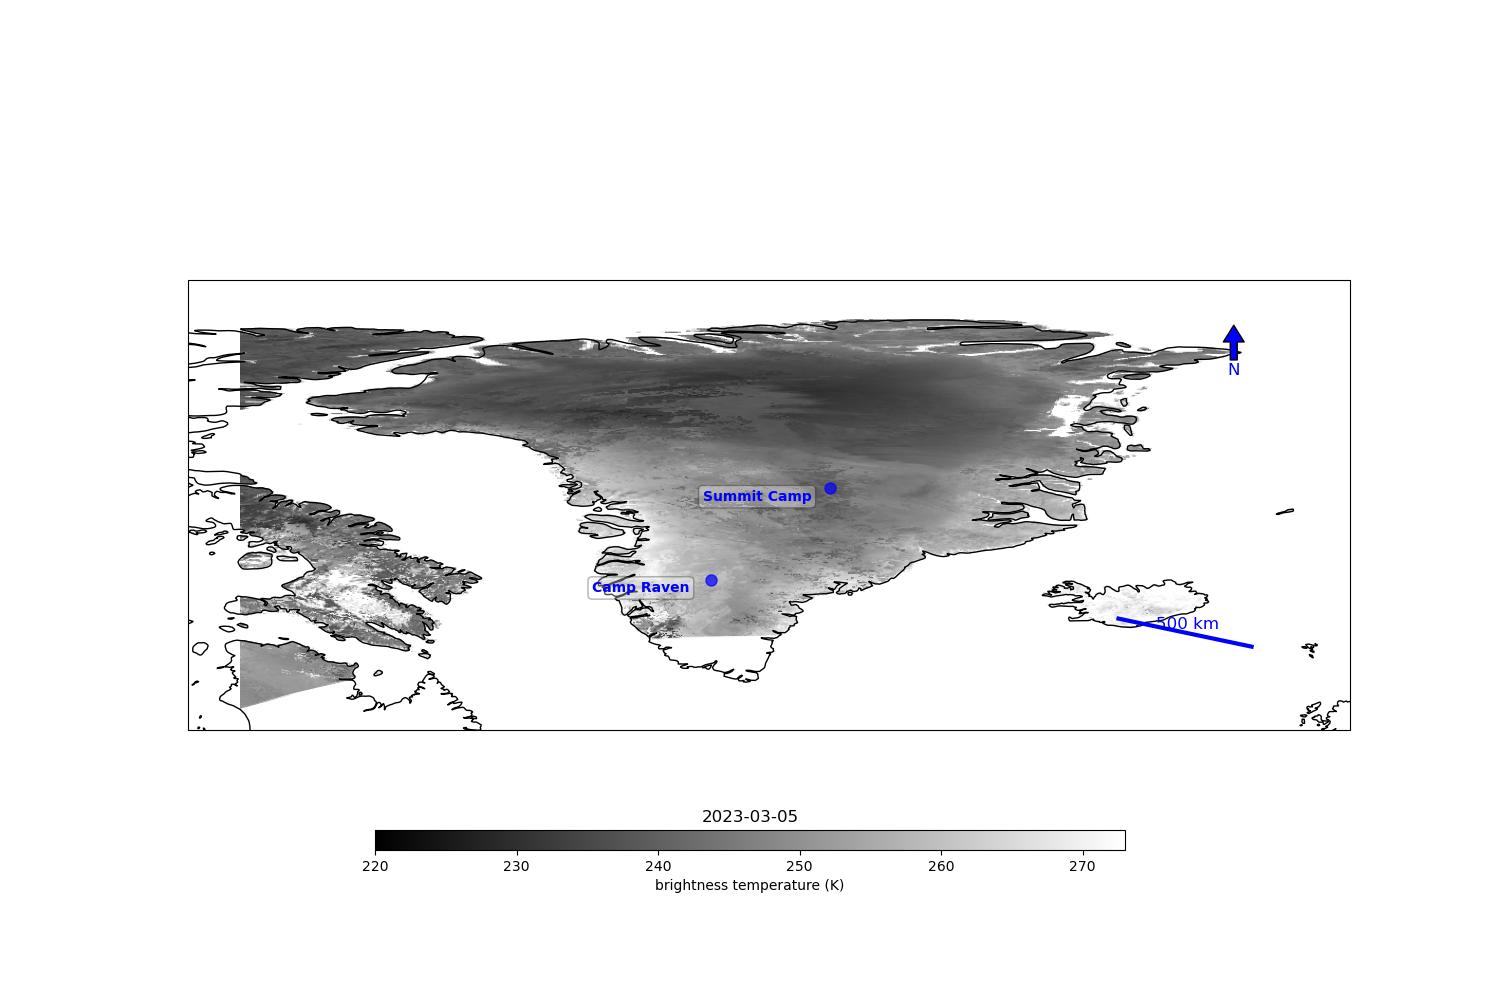 N
Summit Camp
Camp Raven
500 km
2023-03-05
220 230 240 250 260 270
brightness temperature (K)